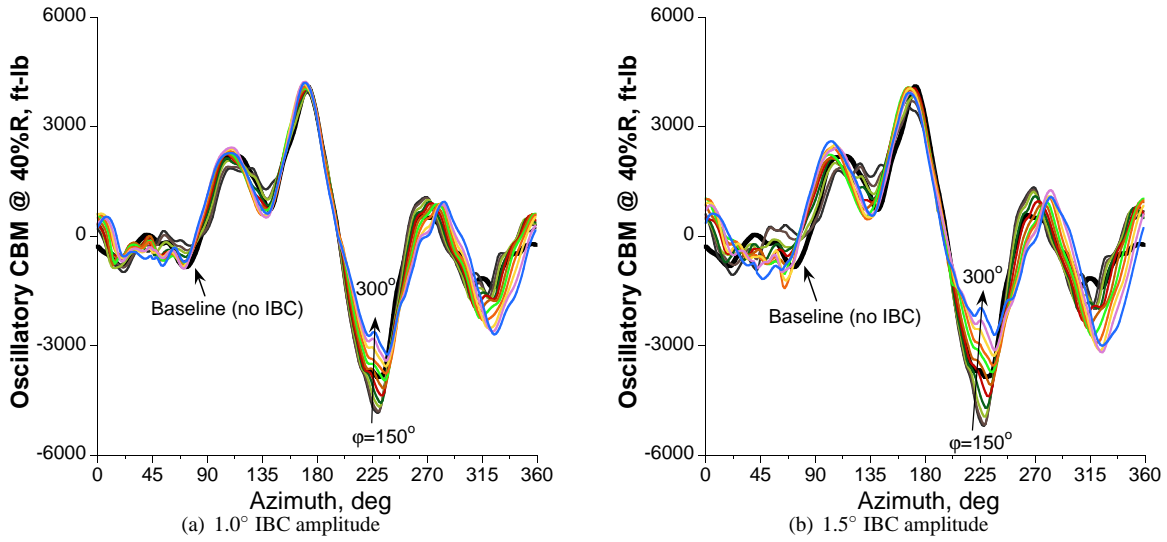 Oscillatory CBM @ 40%R, ft-lb
6000
3000
0
-3000
-6000
Baseline (no IBC)
300°
φ=150°
0 45 90 135 180 225 270 315 360
Azimuth, deg
(a) 1.0° IBC amplitude
Oscillatory CBM @ 40%R, ft-lb
6000
3000
0
-3000
-6000
Baseline (no IBC)
300°
φ=150°
0 45 90 135 180 225 270 315 360
Azimuth, deg
(b) 1.5° IBC amplitude